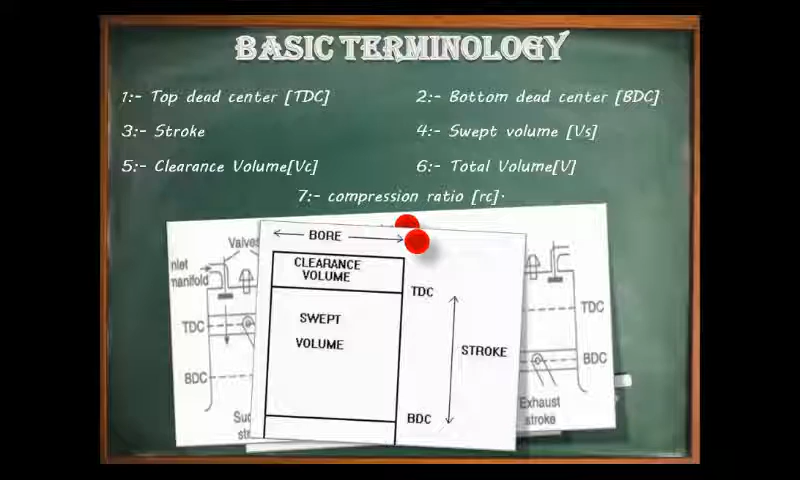 BASIC TERMINOLOGY
1:- Top dead center [TDC]
2:- Bottom dead center [BDC]
3:- Stroke
4:- Swept volume [Vs]
5:- Clearance Volume[Vc]
6:- Total Volume[V]
7:- compression ratio [rc].
BORE
CLEARANCE
VOLUME
TDC
SWEPT
VOLUME
STROKE
BDC
Valves
manifold
TDC
BDC
TDC
BDC
Exhaust
stroke